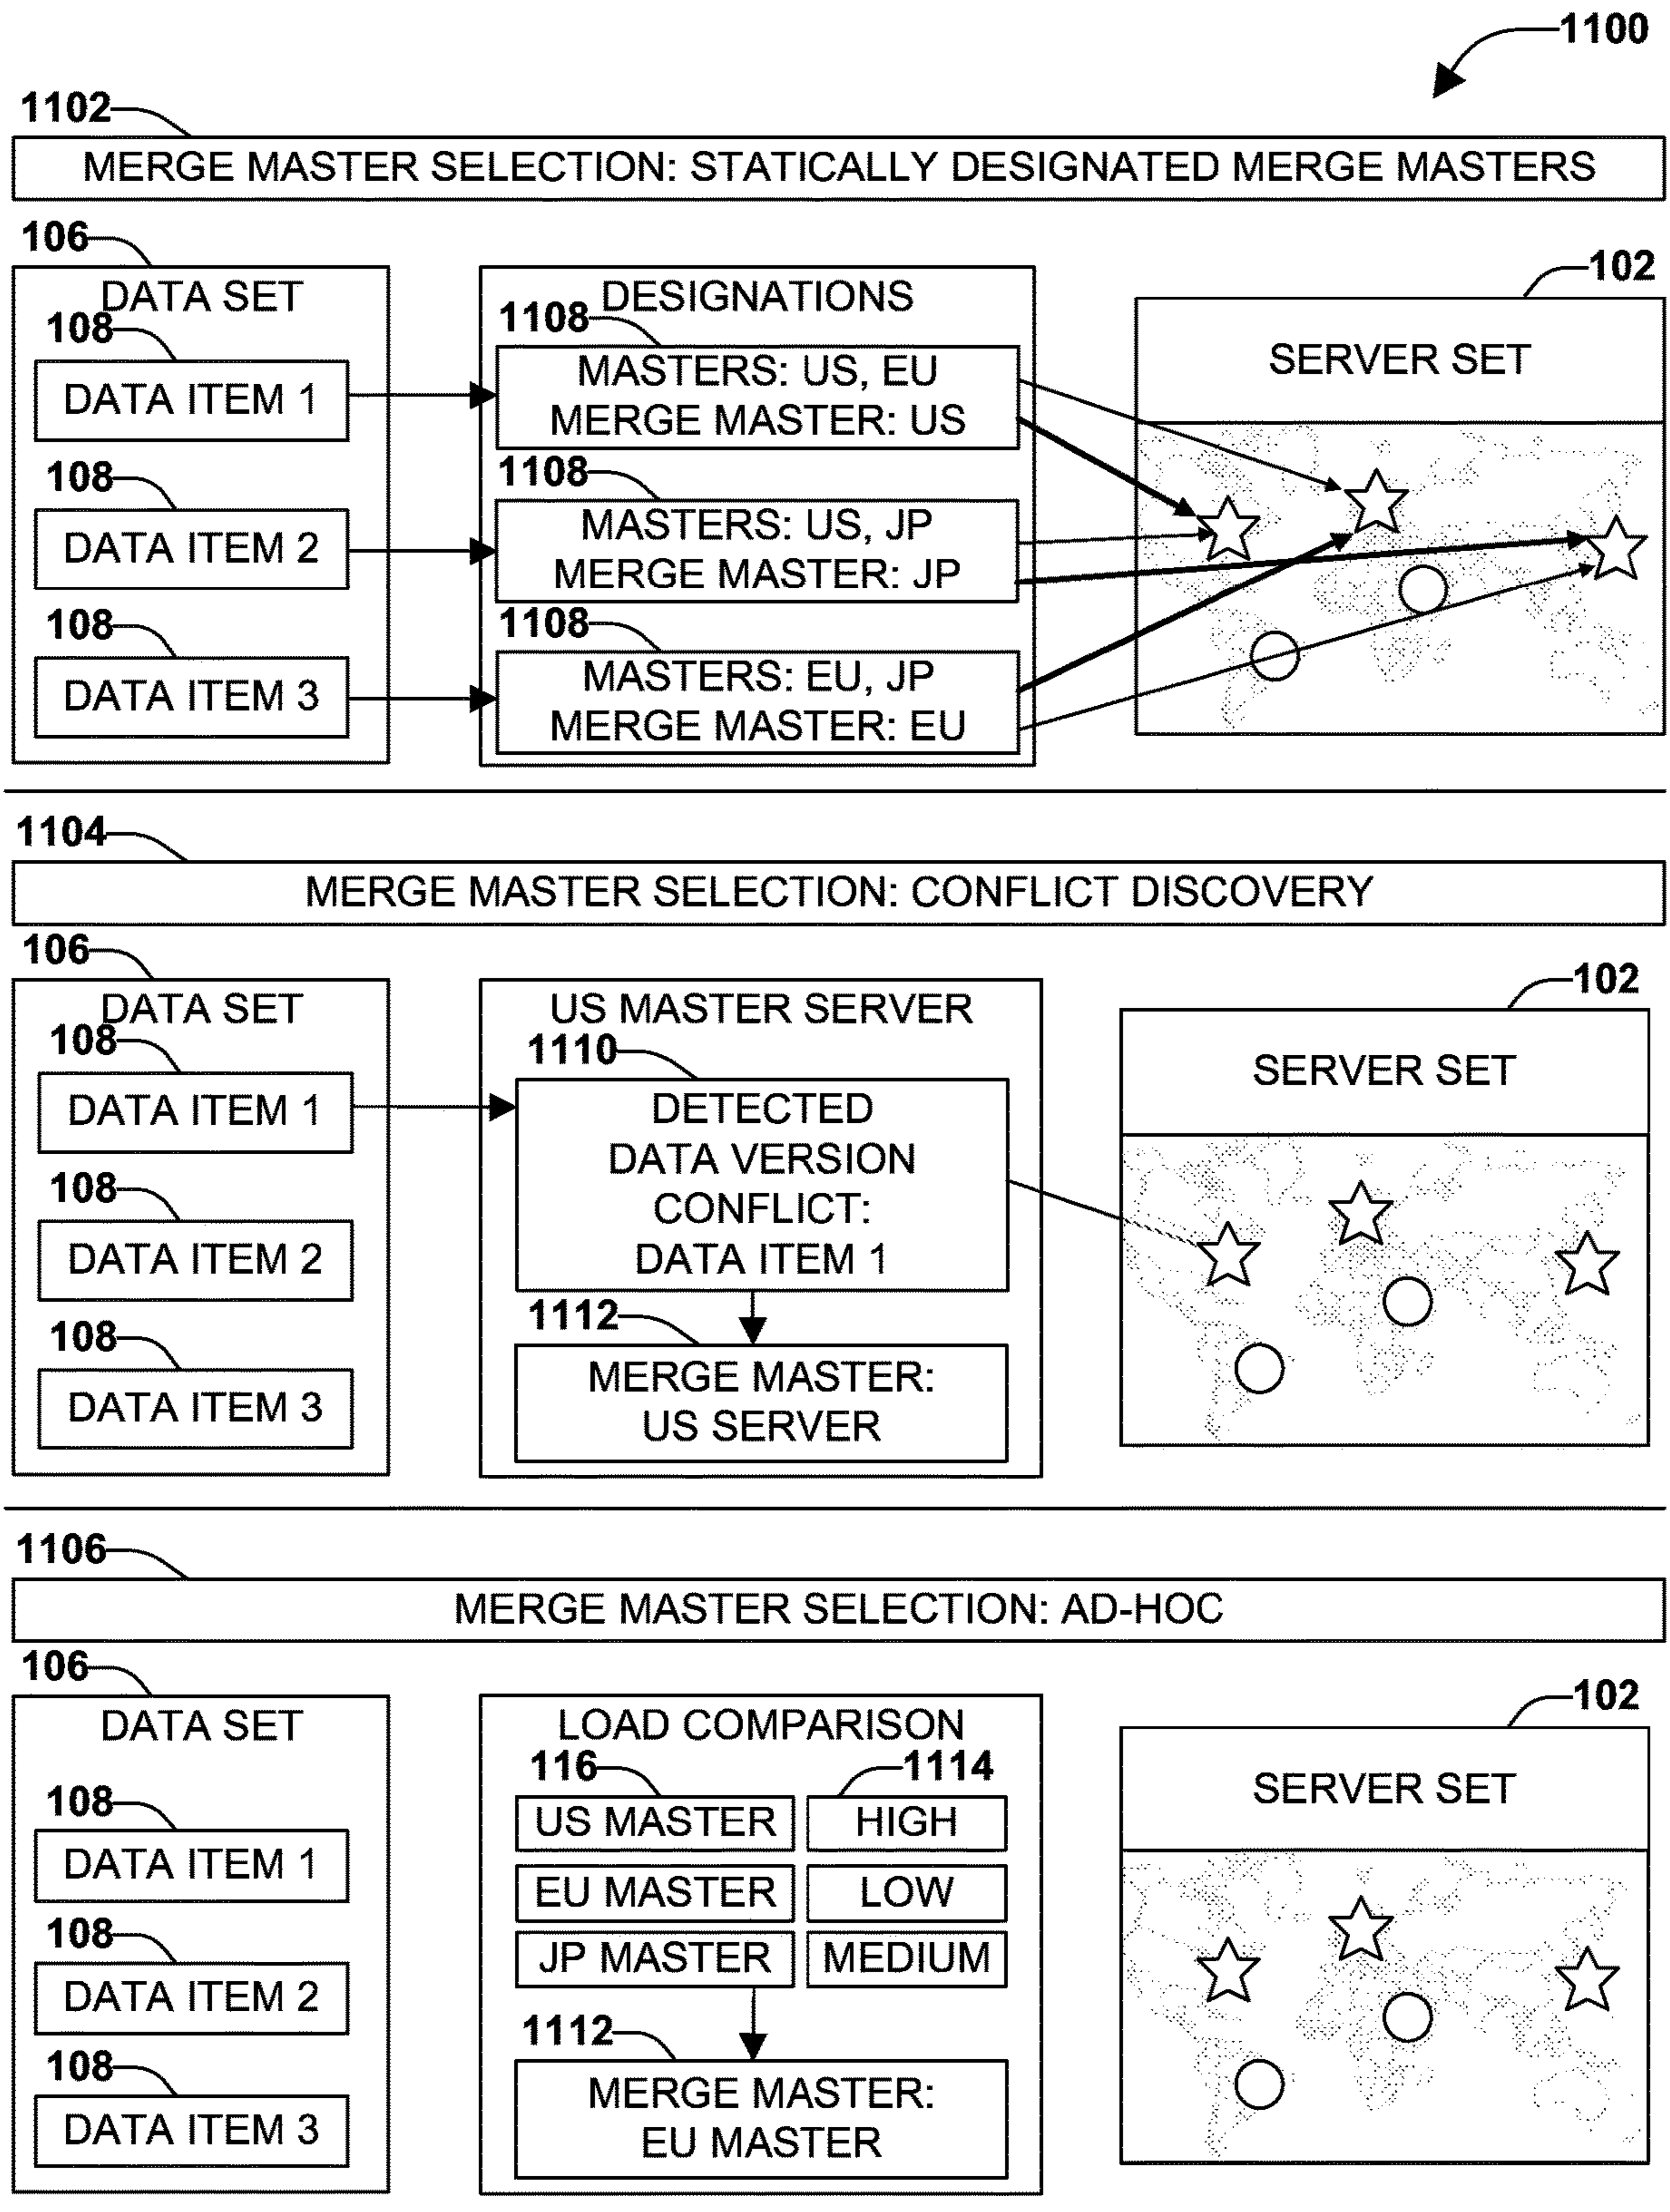 1100
1102
MERGE MASTER SELECTION: STATICALLY DESIGNATED MERGE MASTERS
106
DATA SET
108
DATA ITEM 1
108
DATA ITEM 2
108
DATA ITEM 3
DESIGNATIONS
1108
MASTERS: US, EU
MERGE MASTER: US
1108
MASTERS: US, JP
MERGE MASTER: JP
1108
MASTERS: EU, JP
MERGE MASTER: EU
102
SERVER SET
1104
MERGE MASTER SELECTION: CONFLICT DISCOVERY
106
DATA SET
108
DATA ITEM 1
108
DATA ITEM 2
108
DATA ITEM 3
US MASTER SERVER
1110
DETECTED
DATA VERSION
CONFLICT:
DATA ITEM 1
1112
MERGE MASTER:
US SERVER
102
SERVER SET
1106
MERGE MASTER SELECTION: AD-HOC
106
DATA SET
108
DATA ITEM 1
108
DATA ITEM 2
108
DATA ITEM 3
LOAD COMPARISON
116
1114
US MASTER
HIGH
EU MASTER
LOW
JP MASTER
MEDIUM
1112
MERGE MASTER:
EU MASTER
102
SERVER SET